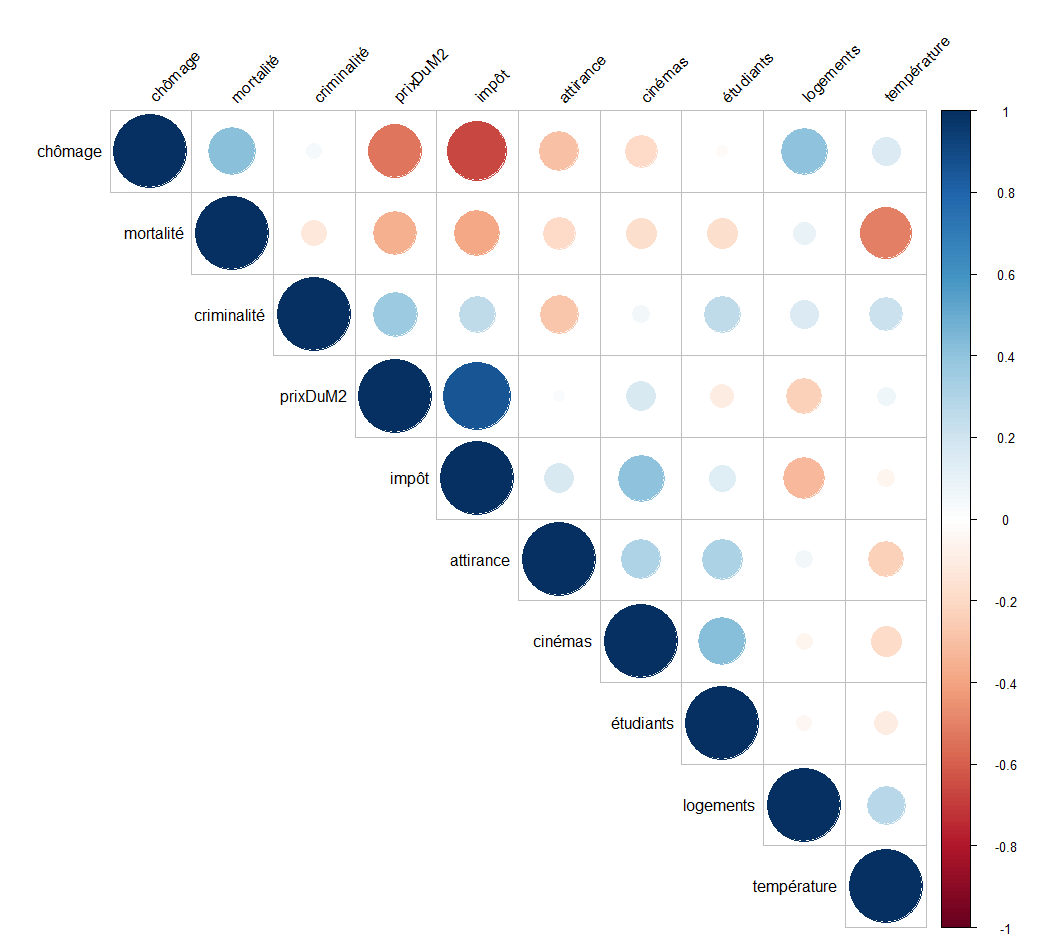 chômage
mortalité
criminalité
prixDuM2
impôt
attirance
cinémas
étudiants
logements
température
chômage
mortalité
criminalité
prixDuM2
impôt
attirance
cinémas
étudiants
logements
température
1
0.8
0.6
0.4
0.2
0
-0.2
-0.4
-0.6
-0.8
-1